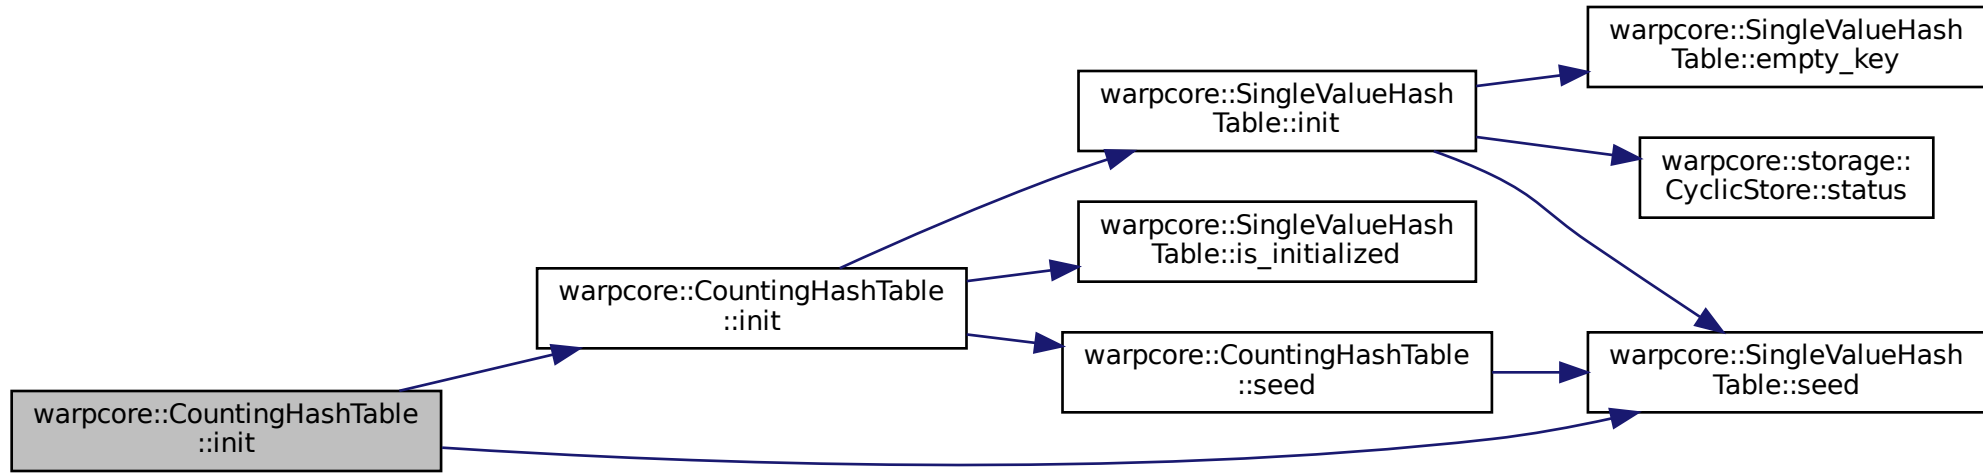 warpcore::CountingHashTable
::init
warpcore::CountingHashTable
::init
warpcore::SingleValueHash
Table::init
warpcore::SingleValueHash
Table::is_initialized
warpcore::CountingHashTable
::seed
warpcore::SingleValueHash
Table::empty_key
warpcore::storage::
CyclicStore::status
warpcore::SingleValueHash
Table::seed